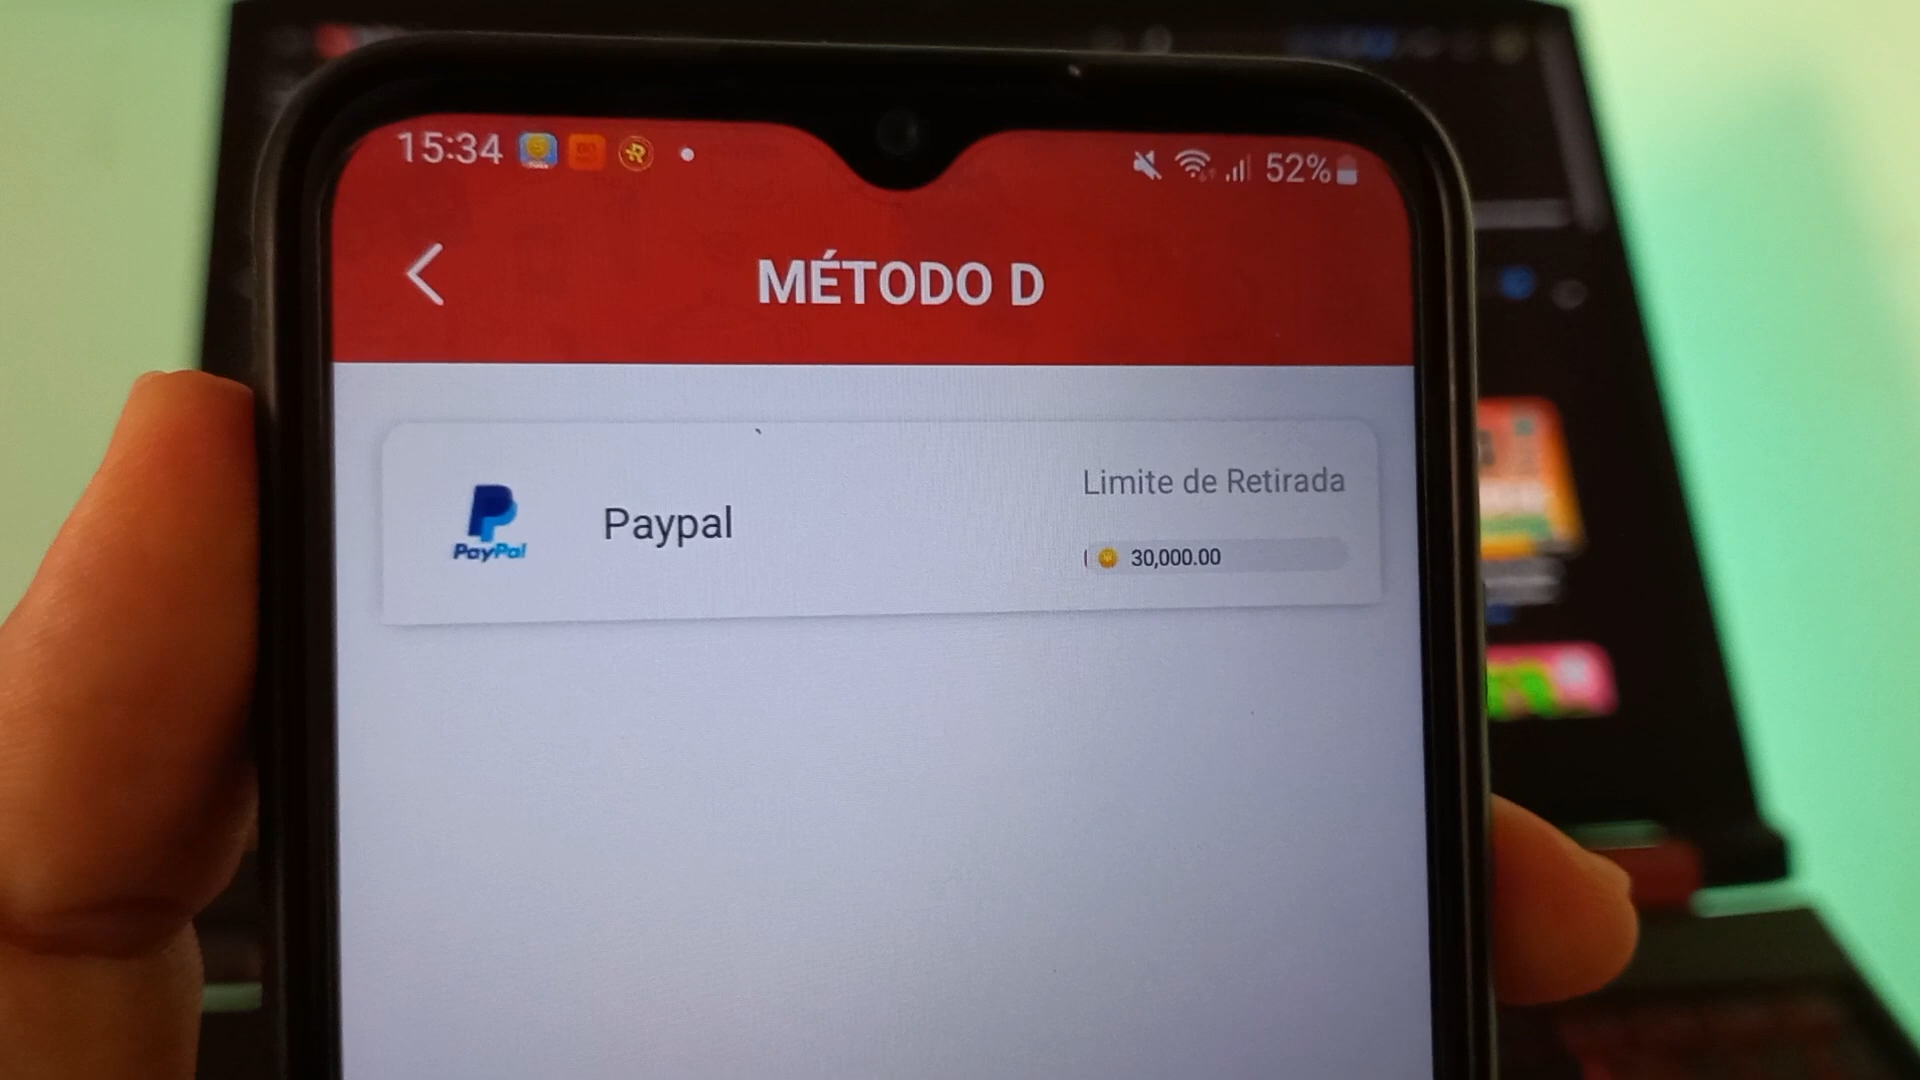 15:34
52%
MÉTODO D
PayPal
Paypal
Limite de Retirada
30,000.00